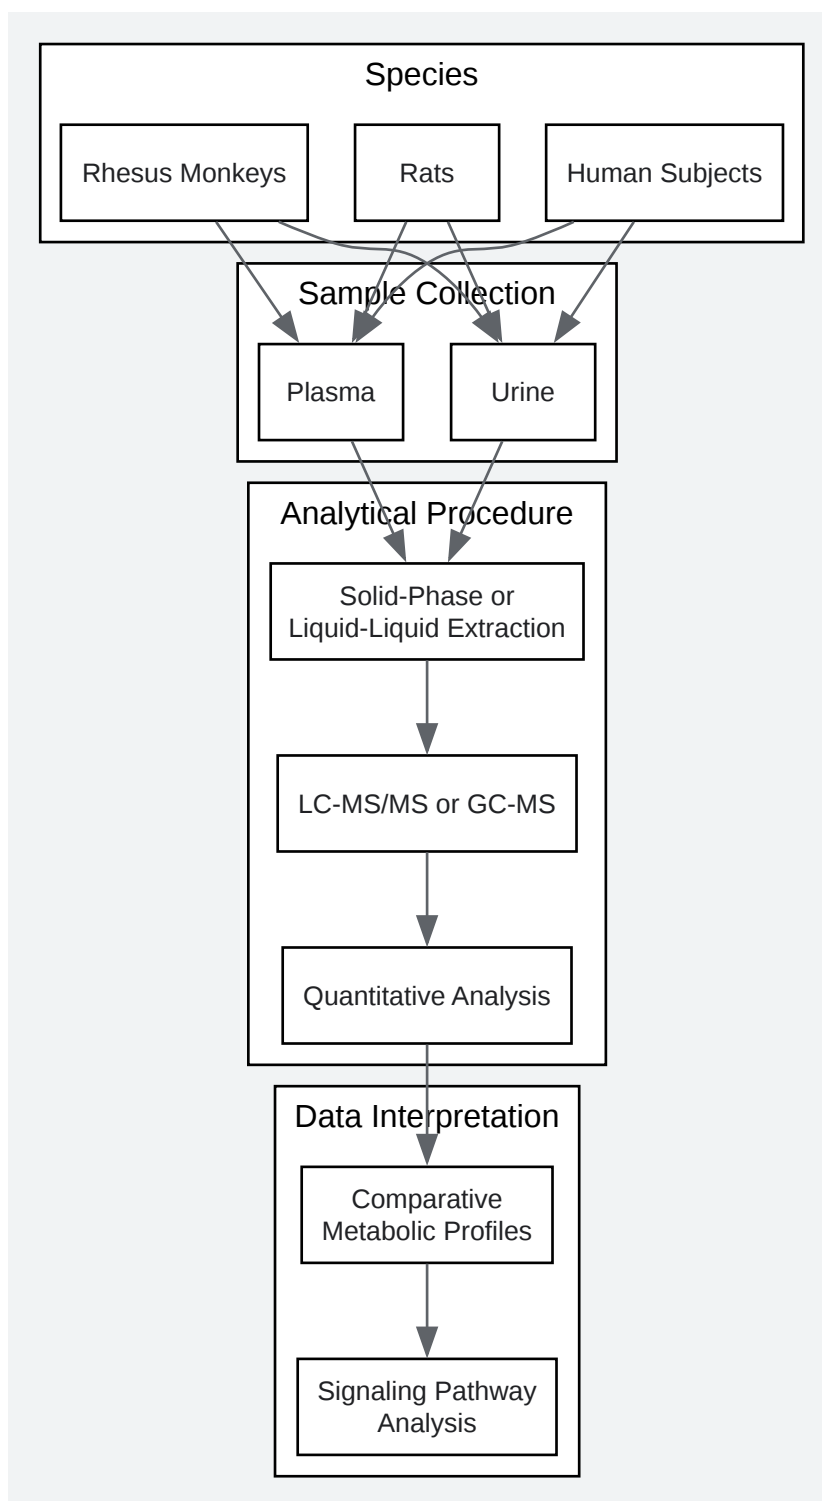 Species
Rhesus Monkeys
Rats
Human Subjects
Sample Collection
Plasma
Urine
Analytical Procedure
Solid-Phase or
Liquid-Liquid Extraction
LC-MS/MS or GC-MS
Quantitative Analysis
Data Interpretation
Comparative
Metabolic Profiles
Signaling Pathway
Analysis